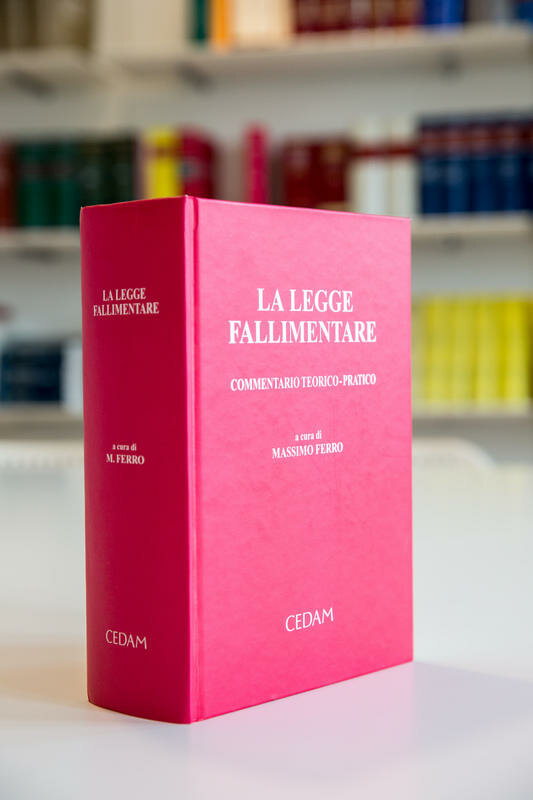 LA LEGGE
FALLIMENTARE
a cura di
M. FERRO
CEDAM
LA LEGGE
FALLIMENTARE
COMMENTARIO TEORICO-PRATICO
a cura di
MASSIMO FERRO
CEDAM